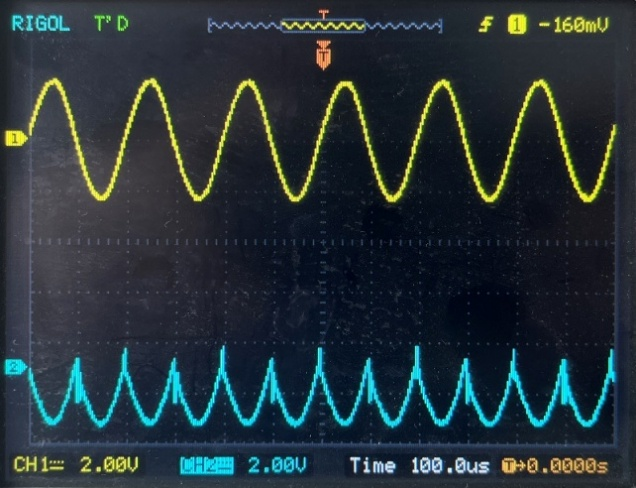 RIGOL T'D T ƒ 1 -160mV
T
1
2
CH1 2.00V CH2 2.00V Time 100.0us T→0.0000s